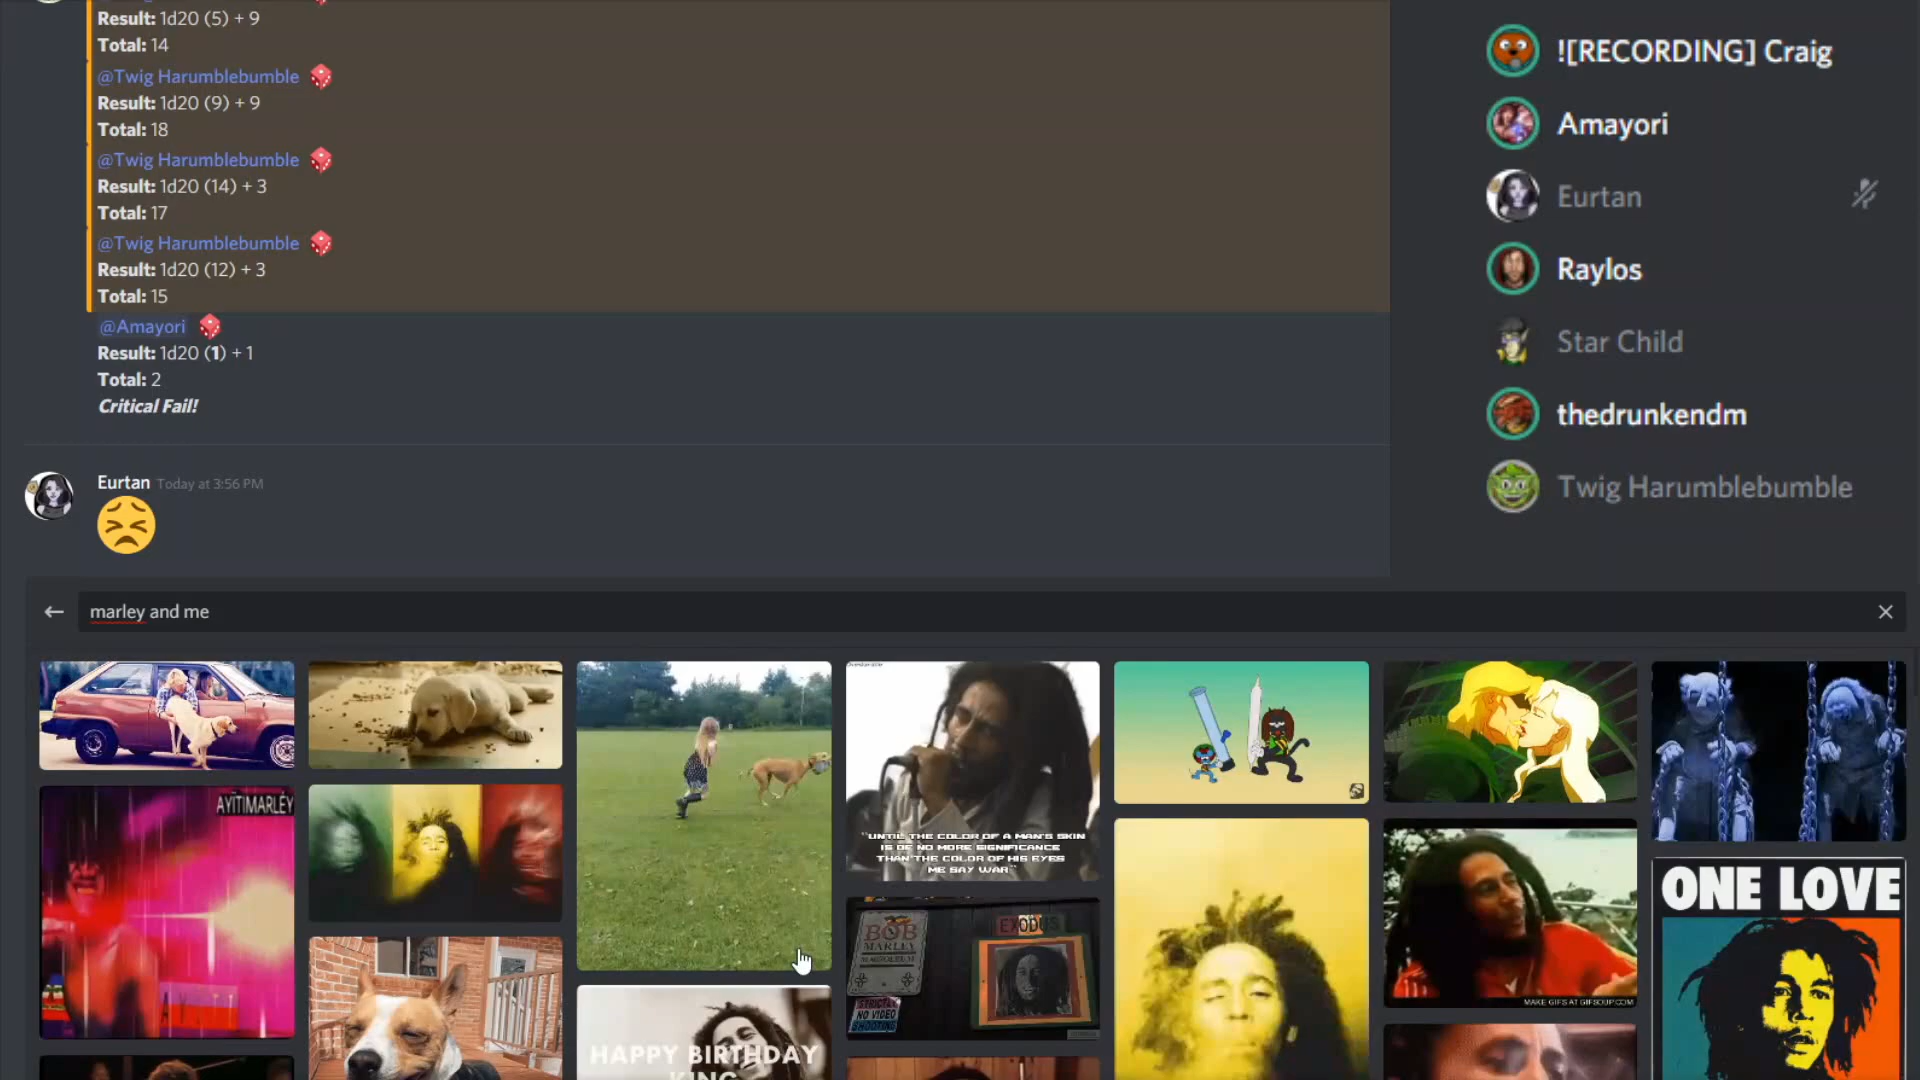 Result: 1d20 (5) + 9
Total: 14
@Twig Harumblebumble
Result: 1d20 (9) + 9
Total: 18
@Twig Harumblebumble
Result: 1d20 (14) + 3
Total: 17
@Twig Harumblebumble
Result: 1d20 (12) + 3
Total: 15
@Amayori
Result: 1d20 (1) + 1
Total: 2
Critical Fail!
Eurtan Today at 3:56 PM
![RECORDING] Craig
Amayori
Eurtan
Raylos
Star Child
thedrunkendm
Twig Harumblebumble
marley and me
AYITIMARLEY
"UNTIL THE COLOR OF A MAN'S SKIN
IS OF NO MORE SIGNIFICANCE
THAN THE COLOR OF HIS EYES
ME SAY WAR"
BOB
MARLEY
EXODUS
STRICTLY
NO VIDEO
SHOOTING
MAKE GIFS AT GIFSOUP.COM
ONE LOVE
HAPPY BIRTHDAY
KING